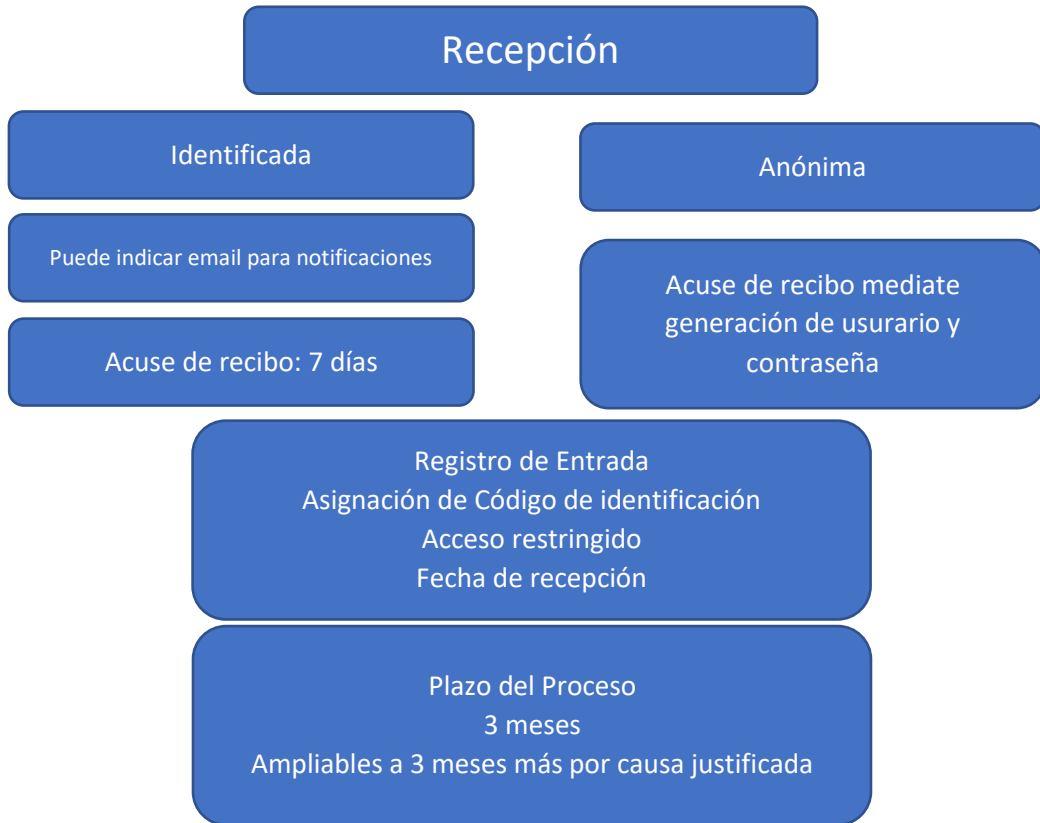 Recepción
Identificada
Puede indicar email para notificaciones
Acuse de recibo: 7 días
Anónima
Acuse de recibo mediate
generación de usurario y
contraseña
Registro de Entrada
Asignación de Código de identificación
Acceso restringido
Fecha de recepción
Plazo del Proceso
3 meses
Ampliables a 3 meses más por causa justificada